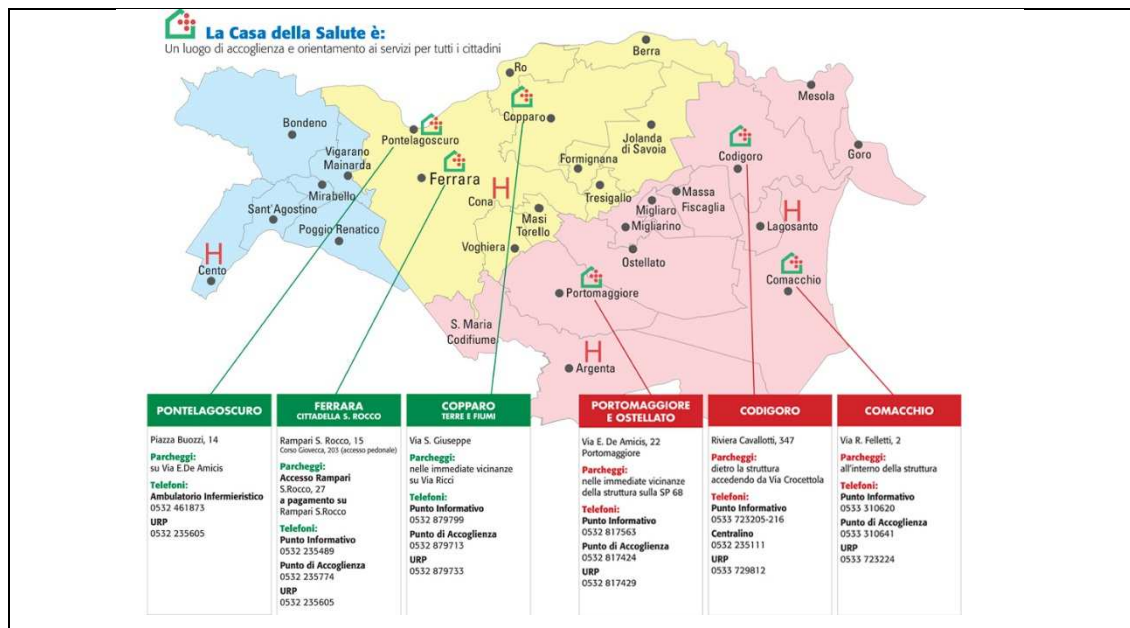 La Casa della Salute è:
Un luogo di accoglienza e orientamento ai servizi per tutti i cittadini
Berra
Ro
Mesola
Copparo
Bondeno
Pontelagoscuro
Jolanda
di Savoia
Codigoro
Goro
Vigarano
Mainarda
Formignana
Ferrara
Mirabello
H
Cona
Tresigallo
Massa
Fiscaglia
Sant'Agostino
Masi
Torello
Migliaro
H
Lagosanto
Poggio Renatico
Migliarino
Voghiera
Ostellato
H
Cento
Comacchio
Portomaggiore
S. Maria
Codifiume
H
Argenta
PONTELAGOSCURO
Piazza Buozzi, 14
Parcheggi:
su Via E.De Amicis
Telefoni:
Ambulatorio Infermieristico
0532 461873
URP
0532 235605
FERRARA
CITTADELLA S. ROCCO
Rampari S. Rocco, 15
Corso Giovecca, 203 (accesso pedonale)
Parcheggi:
Accesso Rampari
S.Rocco, 27
a pagamento su
Rampari S.Rocco
Telefoni:
Punto Informativo
0532 235489
Punto di Accoglienza
0532 235774
URP
0532 235605
COPPARO
TERRE E FIUMI
Via S. Giuseppe
Parcheggi:
nelle immediate vicinanze
su Via Ricci
Telefoni:
Punto Informativo
0532 879799
Punto di Accoglienza
0532 879713
URP
0532 879733
PORTOMAGGIORE
E OSTELLATO
Via E. De Amicis, 22
Portomaggiore
Parcheggi:
nelle immediate vicinanze
della struttura sulla SP 68
Telefoni:
Punto Informativo
0532 817563
Punto di Accoglienza
0532 817424
URP
0532 817429
CODIGORO
Riviera Cavallotti, 347
Parcheggi:
dietro la struttura
accedendo da Via Crocettola
Telefoni:
Punto Informativo
0533 723205-216
Centralino
0532 235111
URP
0533 729812
COMACCHIO
Via R. Felletti, 2
Parcheggi:
all'interno della struttura
Telefoni:
Punto Informativo
0533 310620
Punto di Accoglienza
0533 310641
URP
0533 723224